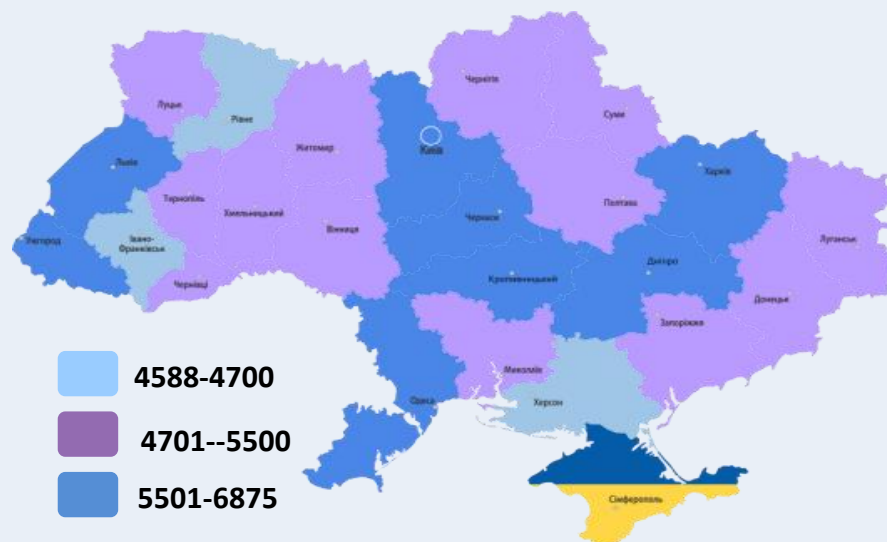 Чернігів
Луцьк
Рівне
Суми
Житомир
Київ
Львів
Харків
Тернопіль
Хмельницький
Полтава
Черкаси
Вінниця
Ужгород
Івано-
Франківськ
Луганськ
Дніпро
Кропивницький
Чернівці
Донецьк
Запоріжжя
Миколаїв
Одеса
Херсон
4588-4700
4701--5500
5501-6875
Сімферополь